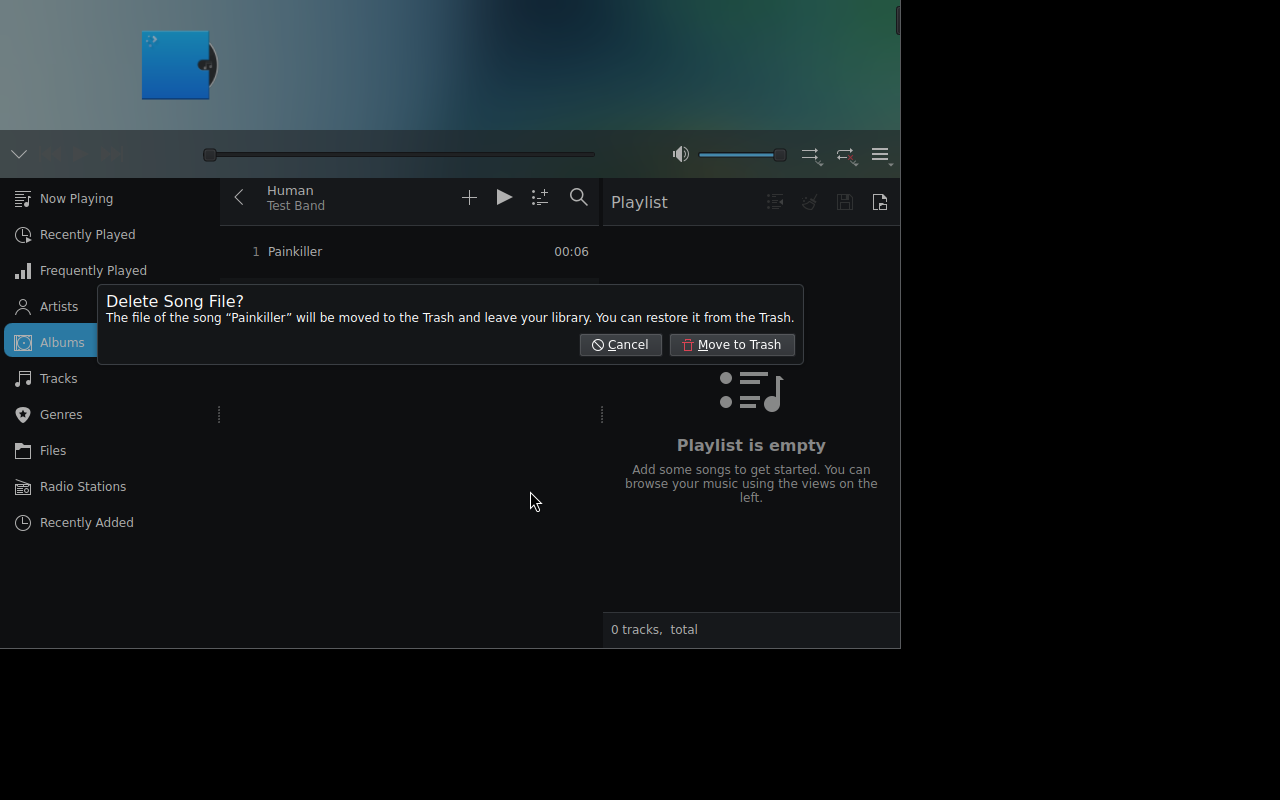 Now Playing
Recently Played
Frequently Played
Artists
Albums
Tracks
Genres
Files
Radio Stations
Recently Added
Human
Test Band
1 Painkiller 00:06
Delete Song File?
The file of the song “Painkiller” will be moved to the Trash and leave your library. You can restore it from the Trash.
Cancel
Move to Trash
Playlist
Playlist is empty
Add some songs to get started. You can
browse your music using the views on the
left.
0 tracks, total